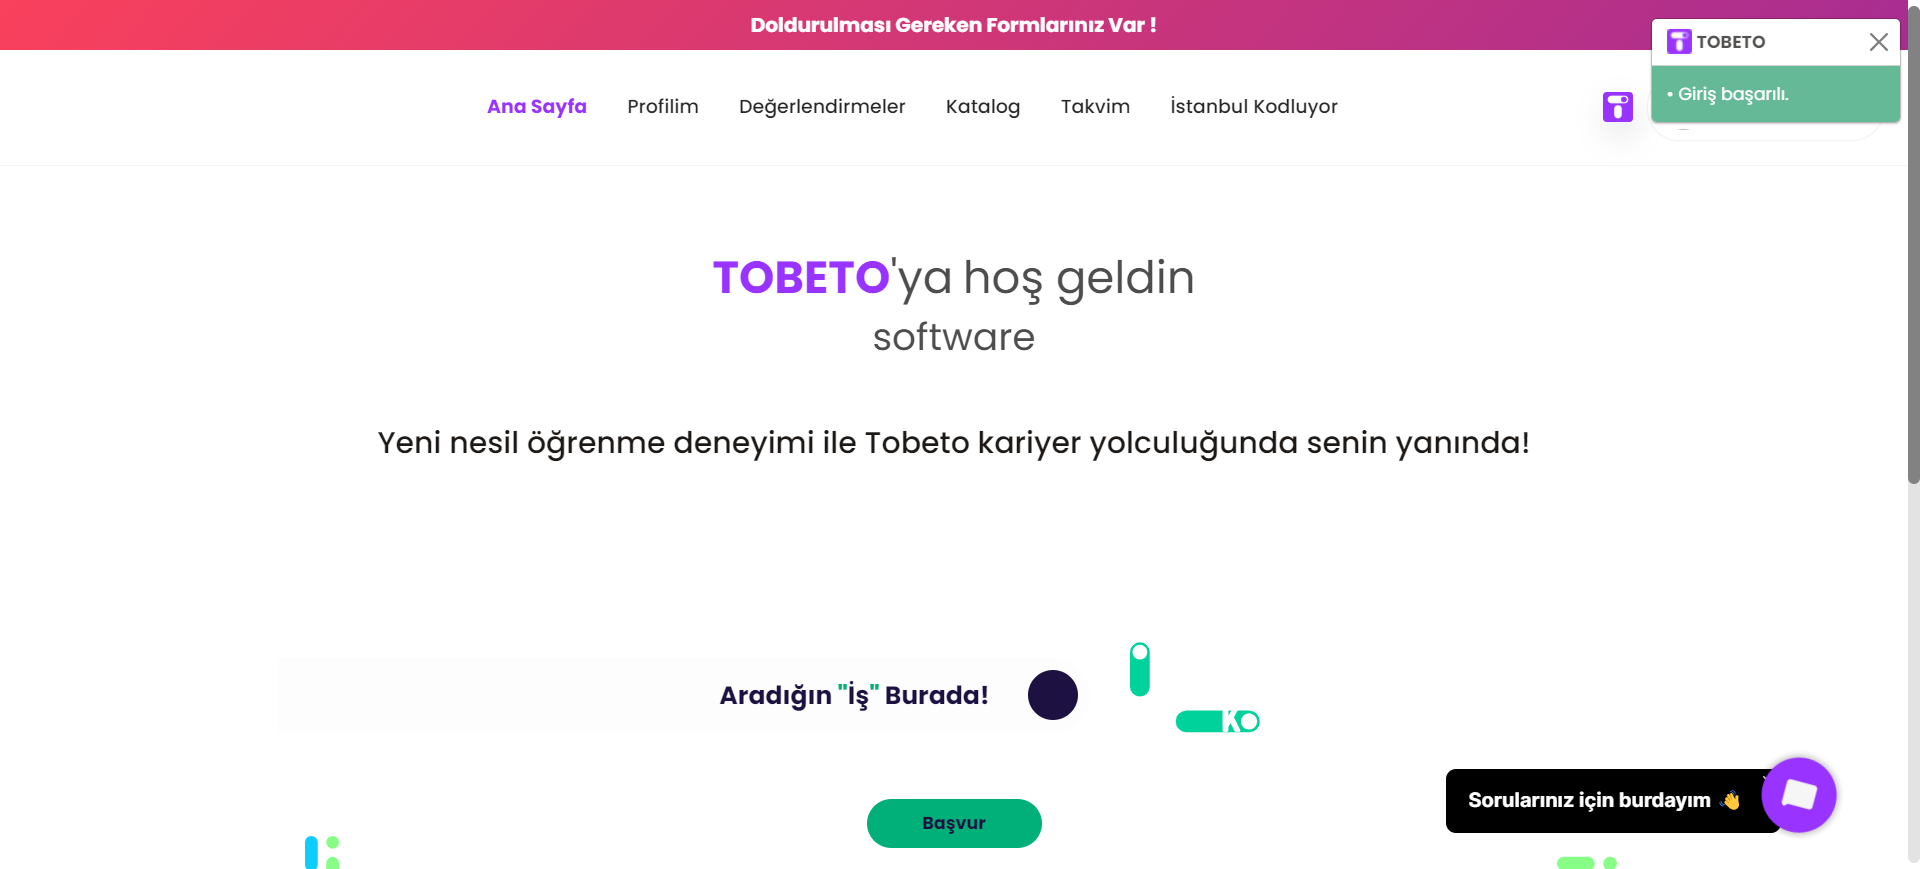 Doldurulması Gereken Formlarınız Var !
TOBETO
• Giriş başarılı.
Ana Sayfa
Profilim
Değerlendirmeler
Katalog
Takvim
İstanbul Kodluyor
TOBETO'ya hoş geldin
software
Yeni nesil öğrenme deneyimi ile Tobeto kariyer yolculuğunda senin yanında!
Aradığın "İş" Burada!
Başvur
Sorularınız için burdayım 👋